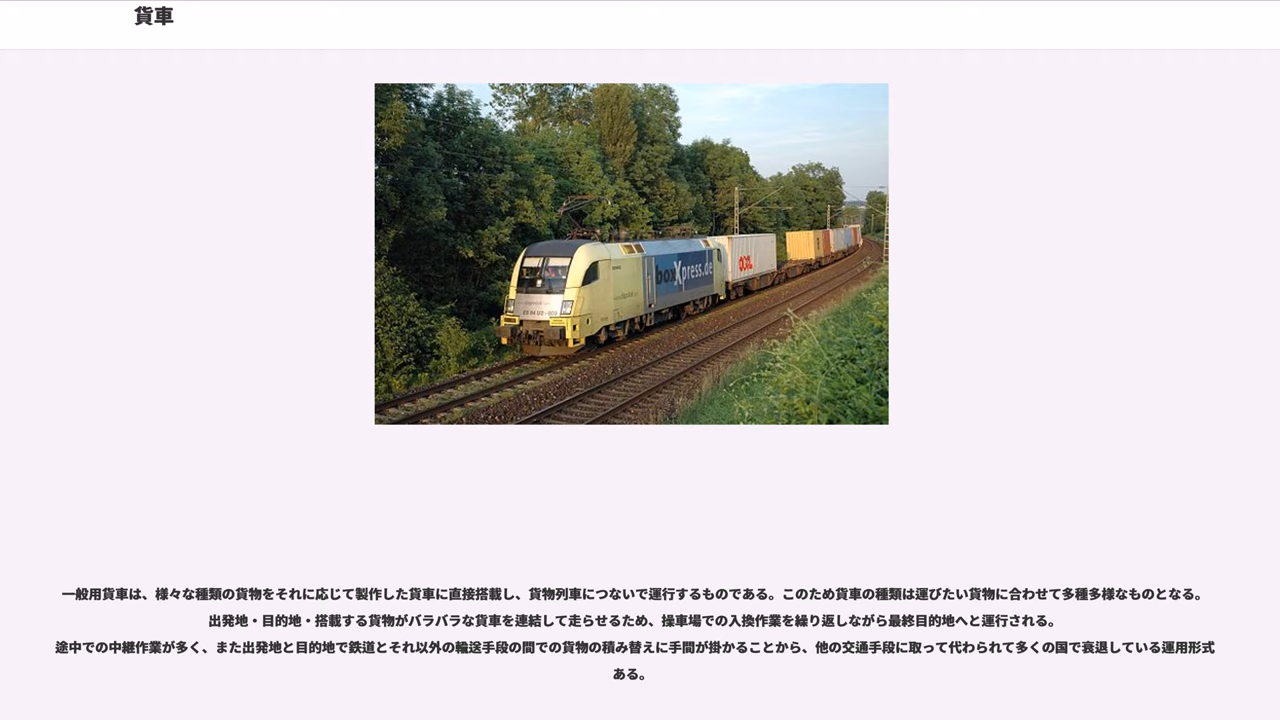 貨車
boxXpress.de
一般用貨車は、様々な種類の貨物をそれに応じて製作した貨車に直接搭載し、貨物列車につないで運行するものである。このため貨車の種類は運びたい貨物に合わせて多種多様なものとなる。
出発地・目的地・搭載する貨物がバラバラな貨車を連結して走らせるため、操車場での入換作業を繰り返しながら最終目的地へと運行される。
途中での中継作業が多く、また出発地と目的地で鉄道とそれ以外の輸送手段の間での貨物の積み替えに手間が掛かることから、他の交通手段に取って代わられて多くの国で衰退している運用形式
ある。